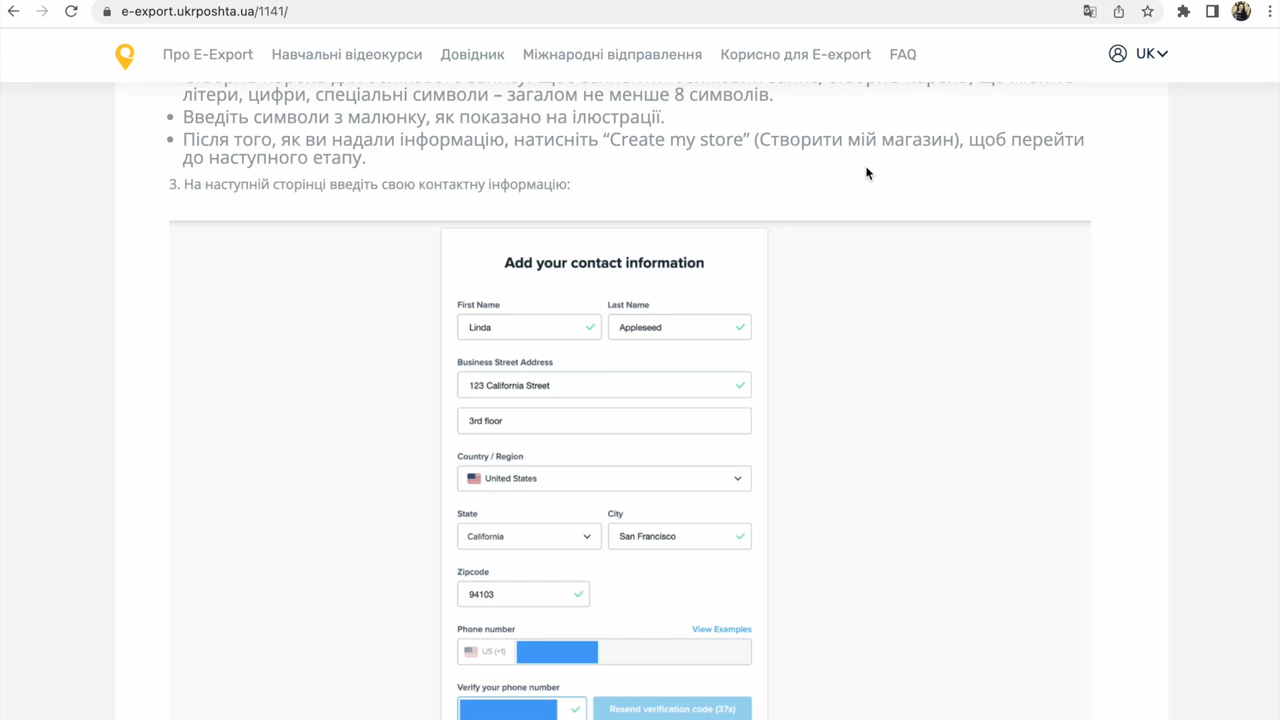 e-export.ukrposhta.ua/1141/
Про E-Export Навчальні відеокурси Довідник Міжнародні відправлення Корисно для E-export FAQ UK
літери, цифри, спеціальні символи – загалом не менше 8 символів.
Введіть символи з малюнку, як показано на ілюстрації.
Після того, як ви надали інформацію, натисніть “Create my store” (Створити мій магазин), щоб перейти
до наступного етапу.
3. На наступній сторінці введіть свою контактну інформацію:
Add your contact information
First Name Last Name
Linda Appleseed
Business Street Address
123 California Street
3rd floor
Country / Region
United States
State City
California San Francisco
Zipcode
94103
Phone number View Examples
US (+1)
Verify your phone number
Resend verification code (37s)